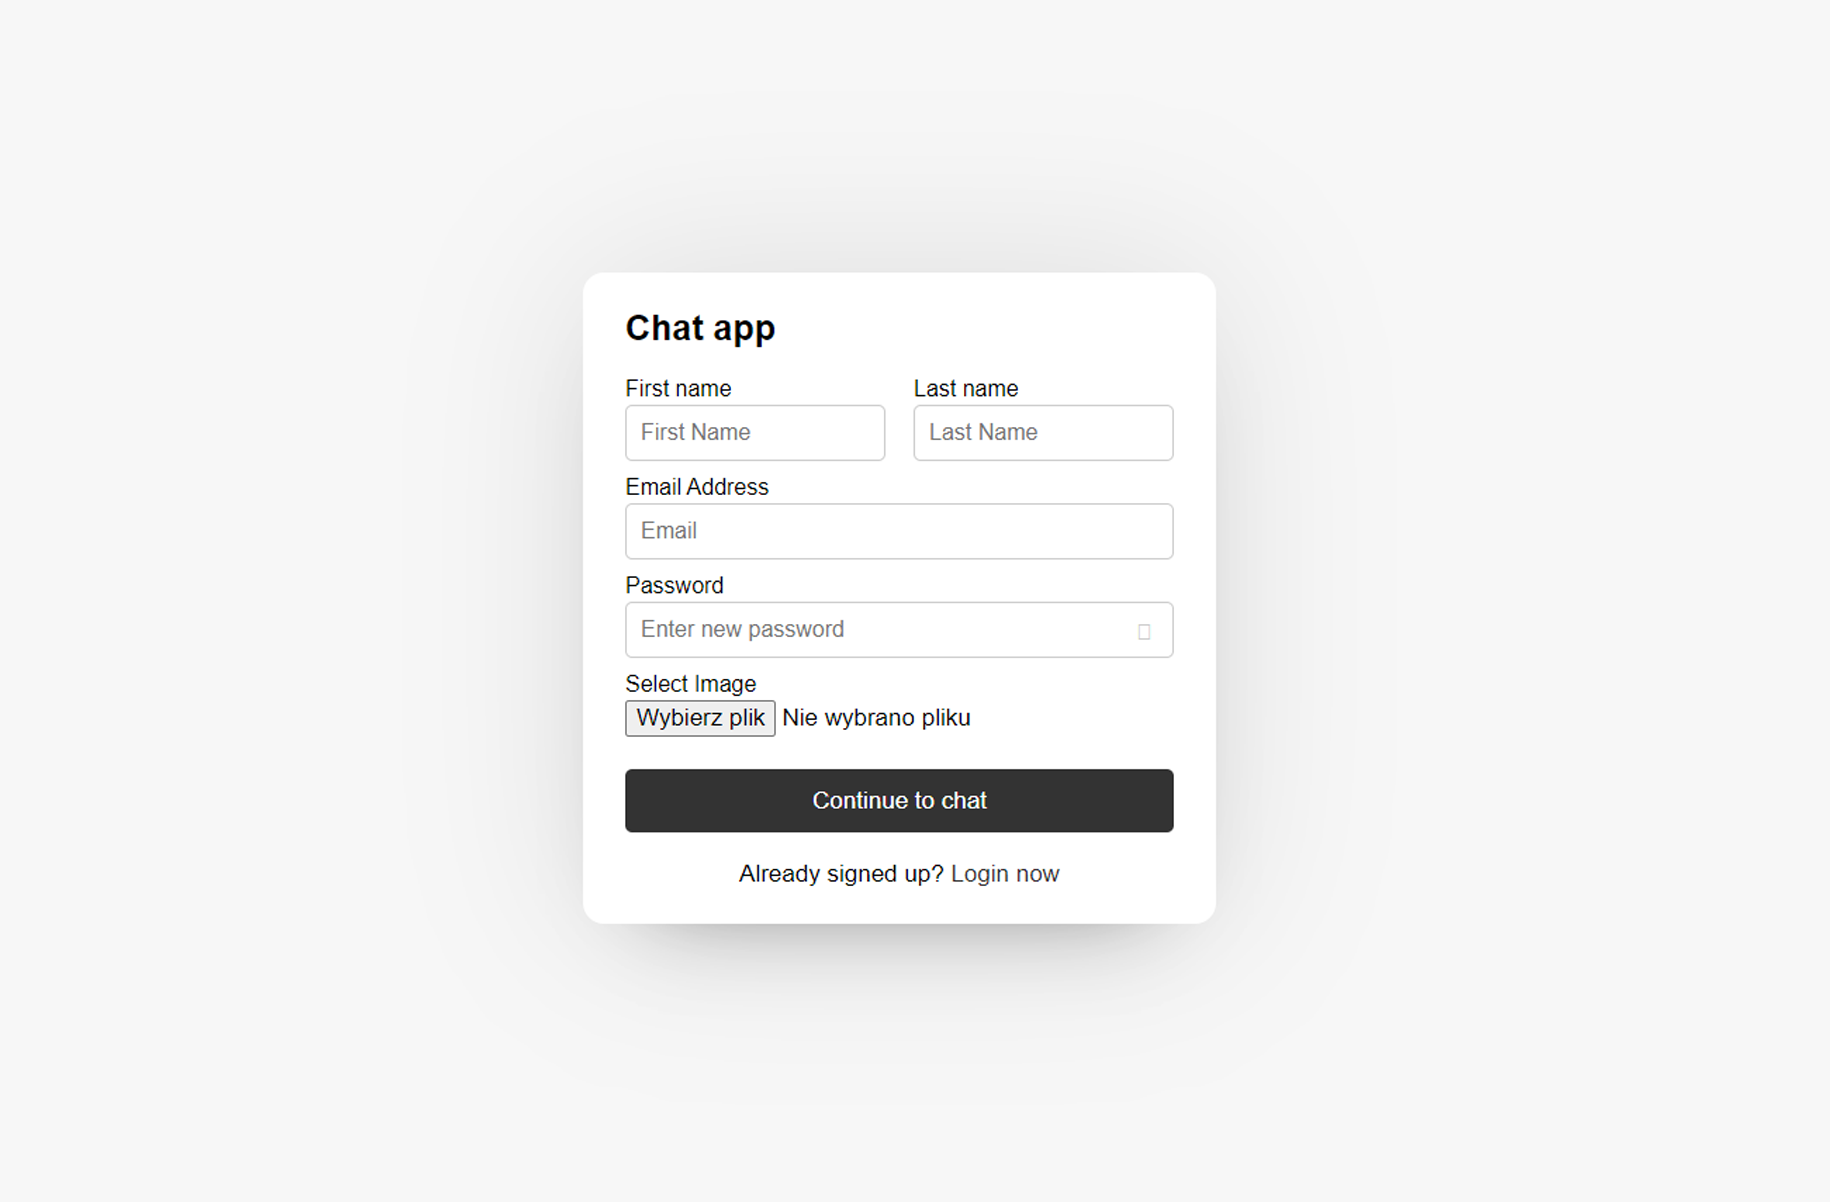 Chat app
First name Last name
First Name Last Name
Email Address
Email
Password
Enter new password
Select Image
Wybierz plik Nie wybrano pliku
Continue to chat
Already signed up? Login now